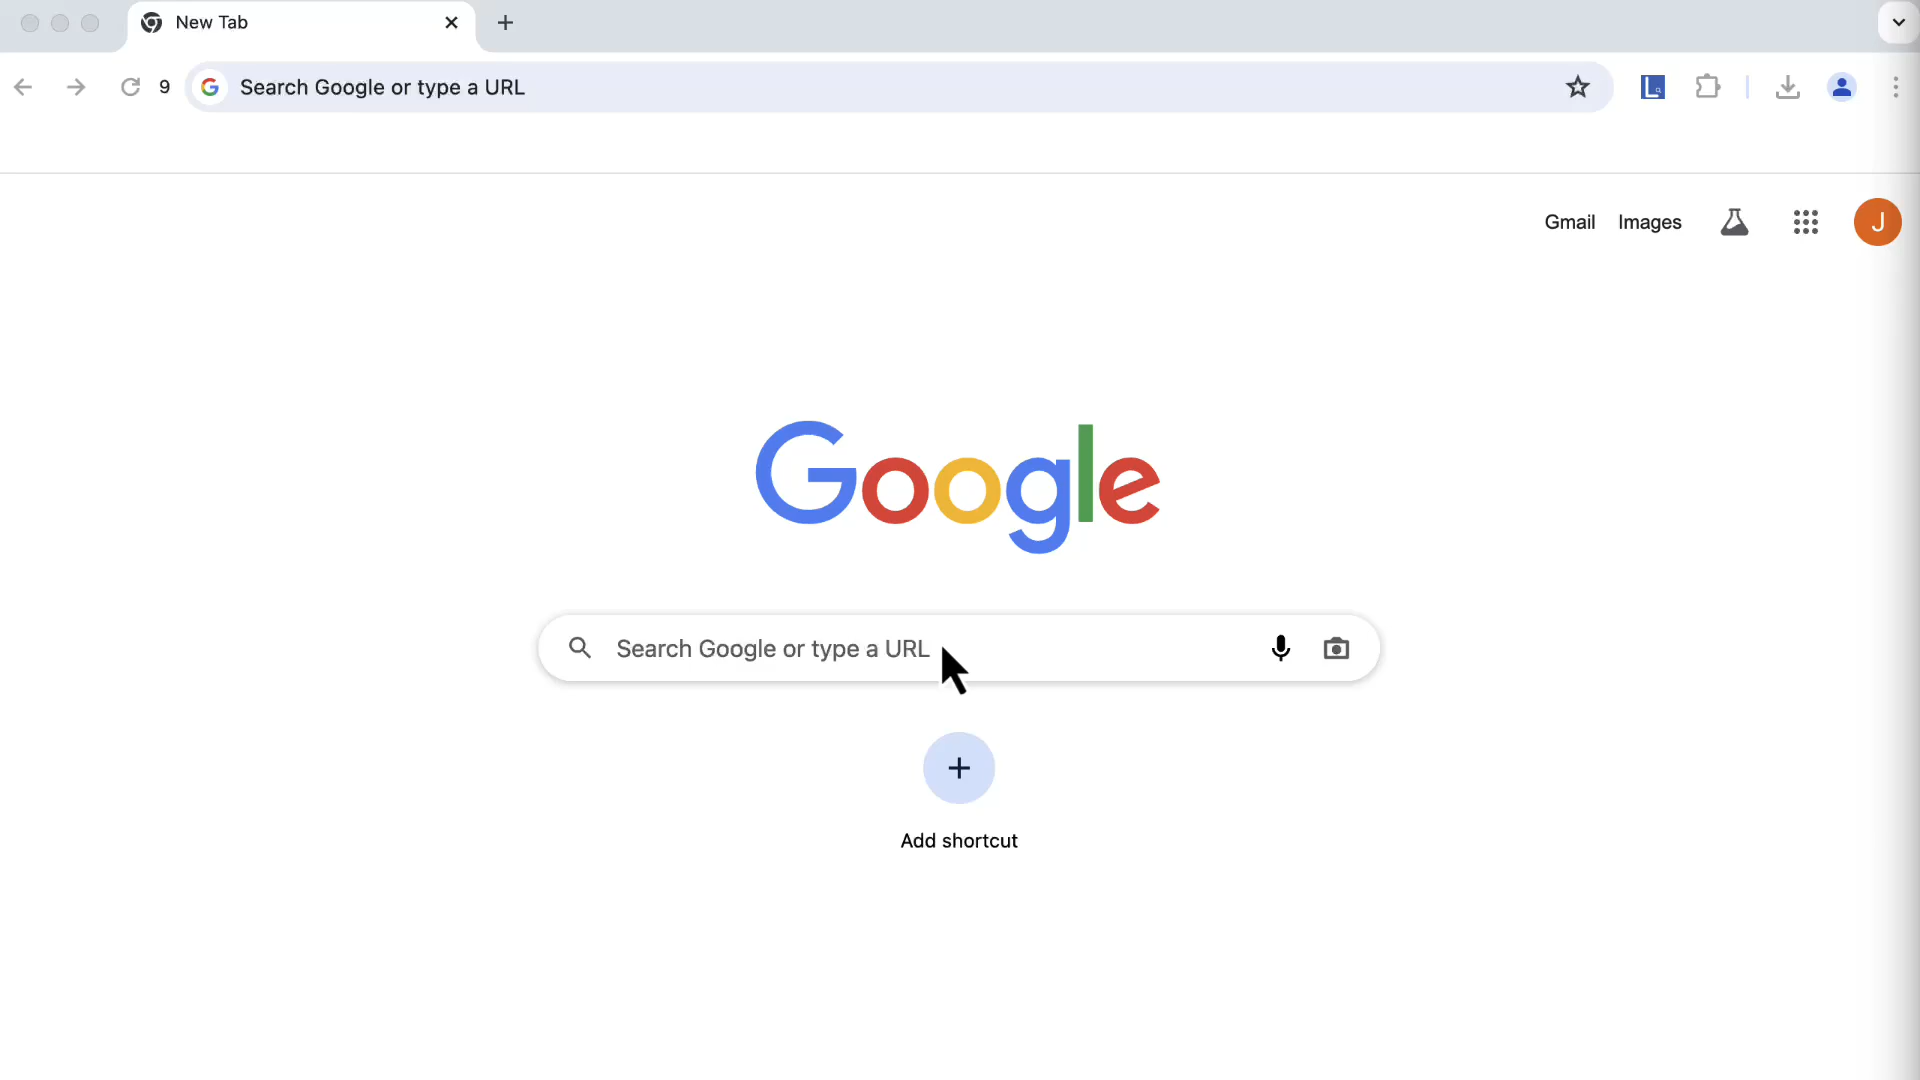 New Tab
9
Search Google or type a URL
L
Gmail Images
J
Google
Search Google or type a URL
Add shortcut